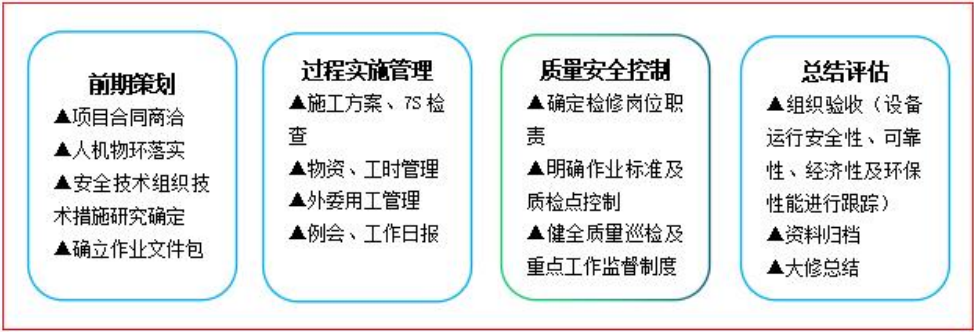 前期策划
▲项目合同商洽
▲人机物环落实
▲安全技术组织技
术措施研究确定
▲确立作业文件包
过程实施管理
▲施工方案、7S 检
查
▲物资、工时管理
▲外委用工管理
▲例会、工作日报
质量安全控制
▲确定检修岗位职
责
▲明确作业标准及
质检点控制
▲健全质量巡检及
重点工作监督制度
总结评估
▲组织验收（设备
运行安全性、可靠
性、经济性及环保
性能进行跟踪）
▲资料归档
▲大修总结